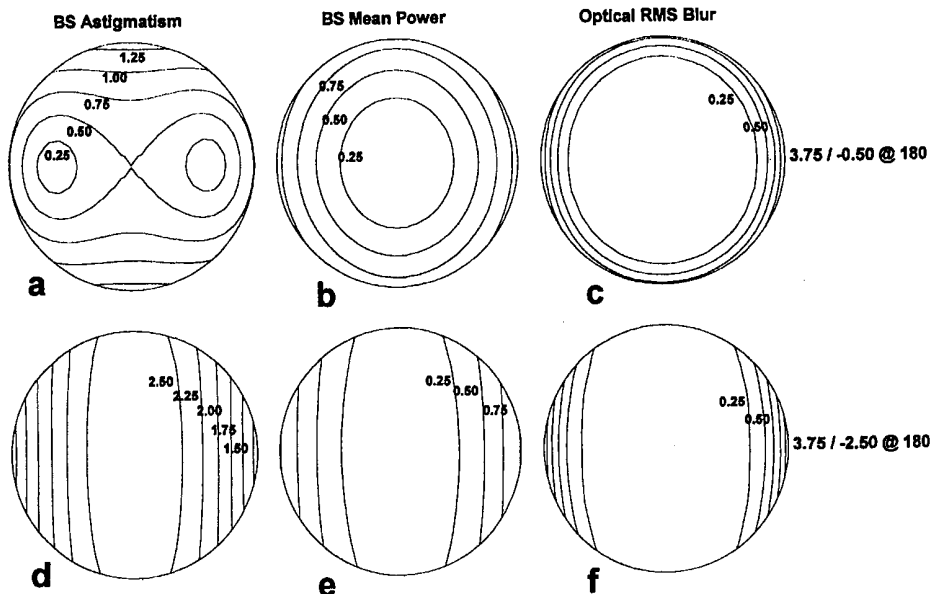 BS Astigmatism
BS Mean Power
Optical RMS Blur
1.25
1.00
0.75
0.50
0.25
a
0.75
0.50
0.25
b
0.25
0.50
c
3.75 / -0.50 @ 180
2.50
2.25
2.00
1.75
1.50
d
0.25
0.50
0.75
e
0.25
0.50
f
3.75 / -2.50 @ 180